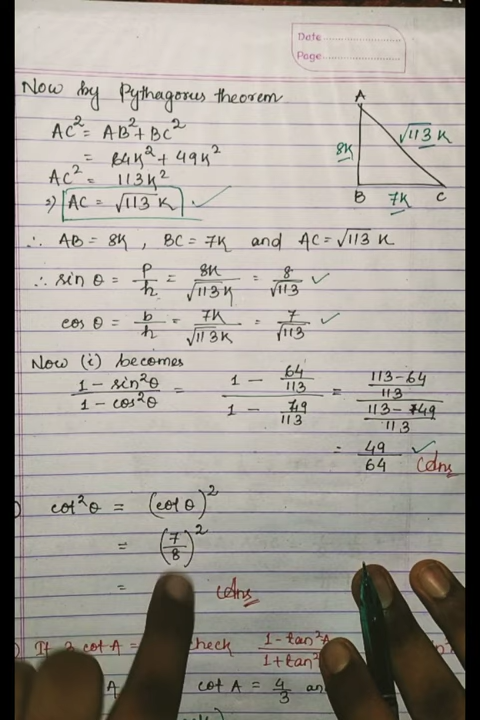 Date
Page
Now by Pythagorus theorem
AC² = AB² + BC²
= 64K² + 49K²
AC² = 113K²
⇒) AC = √113 K
A
8K
√113 K
B 7K C
∴ AB = 8K , BC = 7K and AC = √113 K
∴ sin θ = P/h = 8K/√113K = 8/√113
cos θ = b/h = 7K/√113K = 7/√113
Now (i) becomes
1 - sin²θ / 1 - cos²θ = (1 - 64/113) / (1 - 49/113) = ((113-64)/113) / ((113-49)/113)
= 49/64 Ans
) cot²θ = (cot θ)²
= (7/8)²
= Ans
) If 3 cot A = check 1-tan²A / 1+tan²
A cot A = 4/3